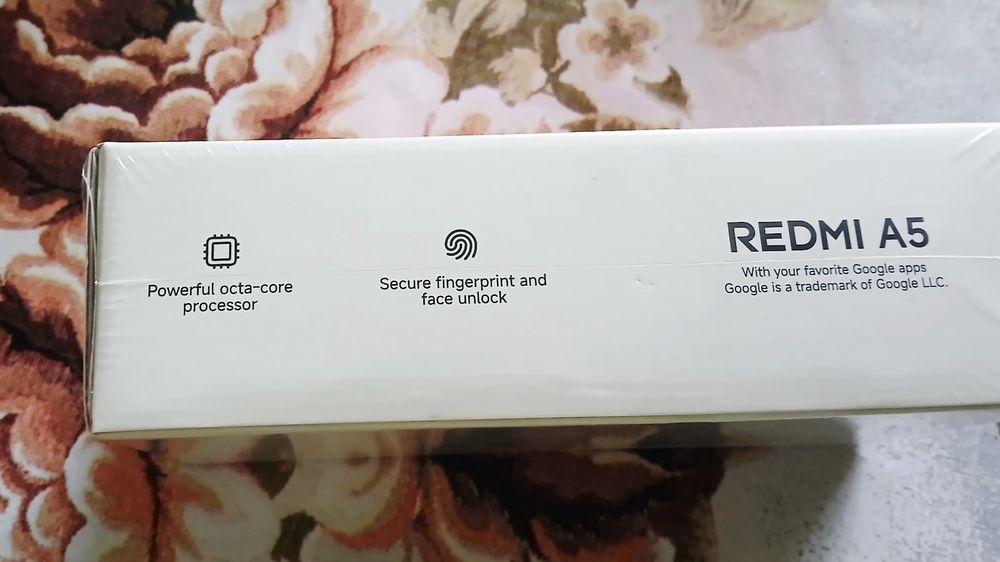 Powerful octa-core
processor
Secure fingerprint and
face unlock
REDMI A5
With your favorite Google apps
Google is a trademark of Google LLC.